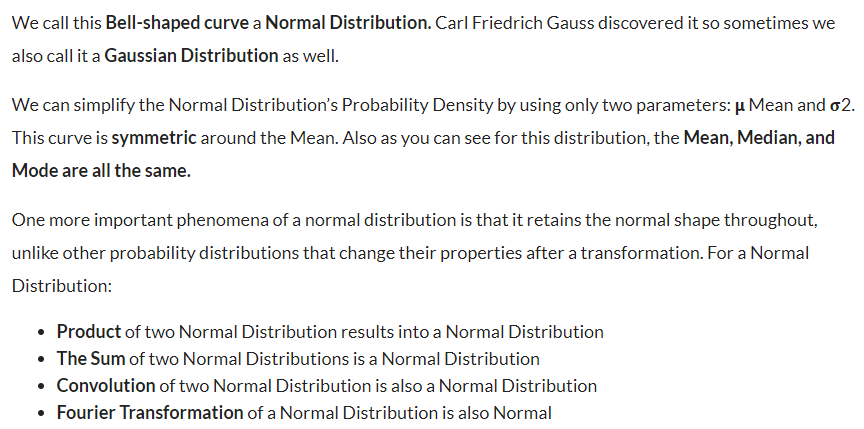 We call this Bell-shaped curve a Normal Distribution. Carl Friedrich Gauss discovered it so sometimes we
also call it a Gaussian Distribution as well.
We can simplify the Normal Distribution’s Probability Density by using only two parameters: μ Mean and σ2.
This curve is symmetric around the Mean. Also as you can see for this distribution, the Mean, Median, and
Mode are all the same.
One more important phenomena of a normal distribution is that it retains the normal shape throughout,
unlike other probability distributions that change their properties after a transformation. For a Normal
Distribution:
• Product of two Normal Distribution results into a Normal Distribution
• The Sum of two Normal Distributions is a Normal Distribution
• Convolution of two Normal Distribution is also a Normal Distribution
• Fourier Transformation of a Normal Distribution is also Normal